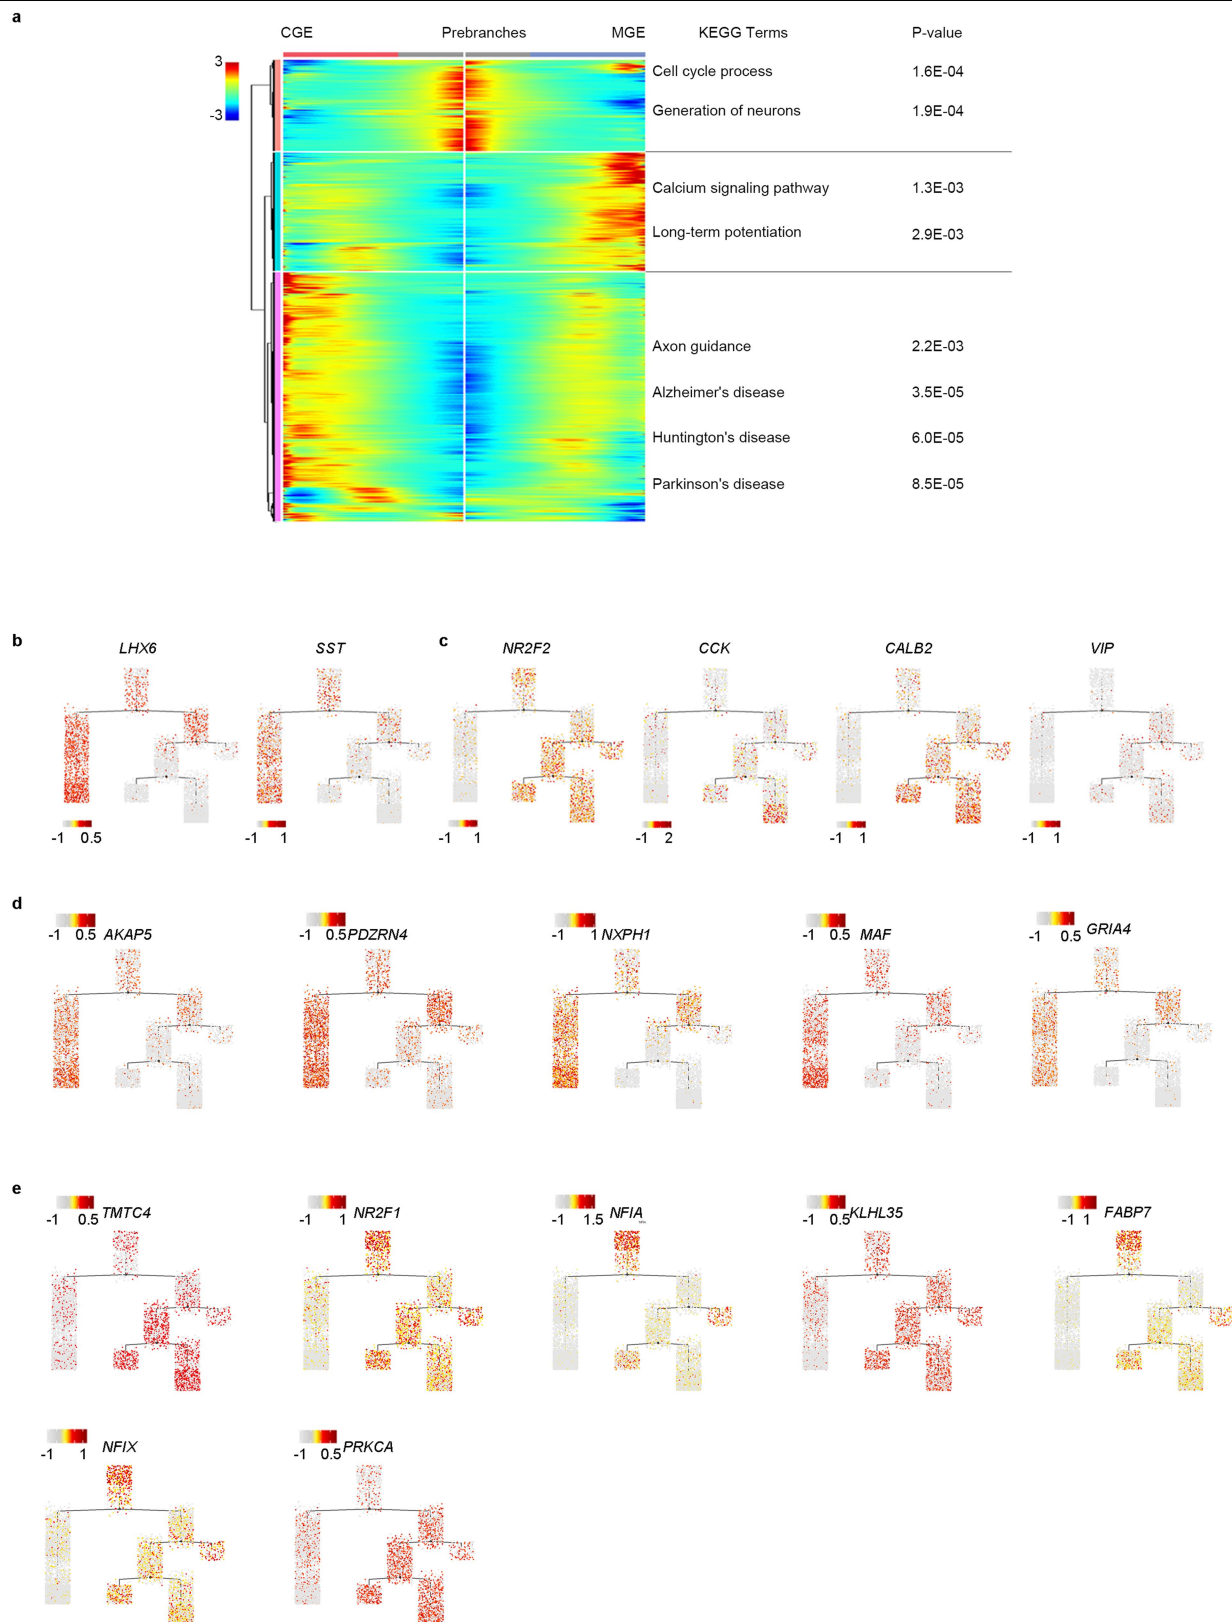 a
CGE Prebranches MGE KEGG Terms P-value
3
-3
Cell cycle process 1.6E-04
Generation of neurons 1.9E-04
Calcium signaling pathway 1.3E-03
Long-term potentiation 2.9E-03
Axon guidance 2.2E-03
Alzheimer's disease 3.5E-05
Huntington's disease 6.0E-05
Parkinson's disease 8.5E-05
b
LHX6 SST
-1 0.5 -1 1
c
NR2F2 CCK CALB2 VIP
-1 1 -1 2 -1 1 -1 1
d
-1 0.5 AKAP5
-1 0.5 PDZRN4
-1 1 NXPH1
-1 0.5 MAF
-1 0.5 GRIA4
e
-1 0.5 TMTC4
-1 1 NR2F1
-1 1.5 NFIA
-1 0.5 KLHL35
-1 1 FABP7
-1 1 NFIX
-1 0.5 PRKCA